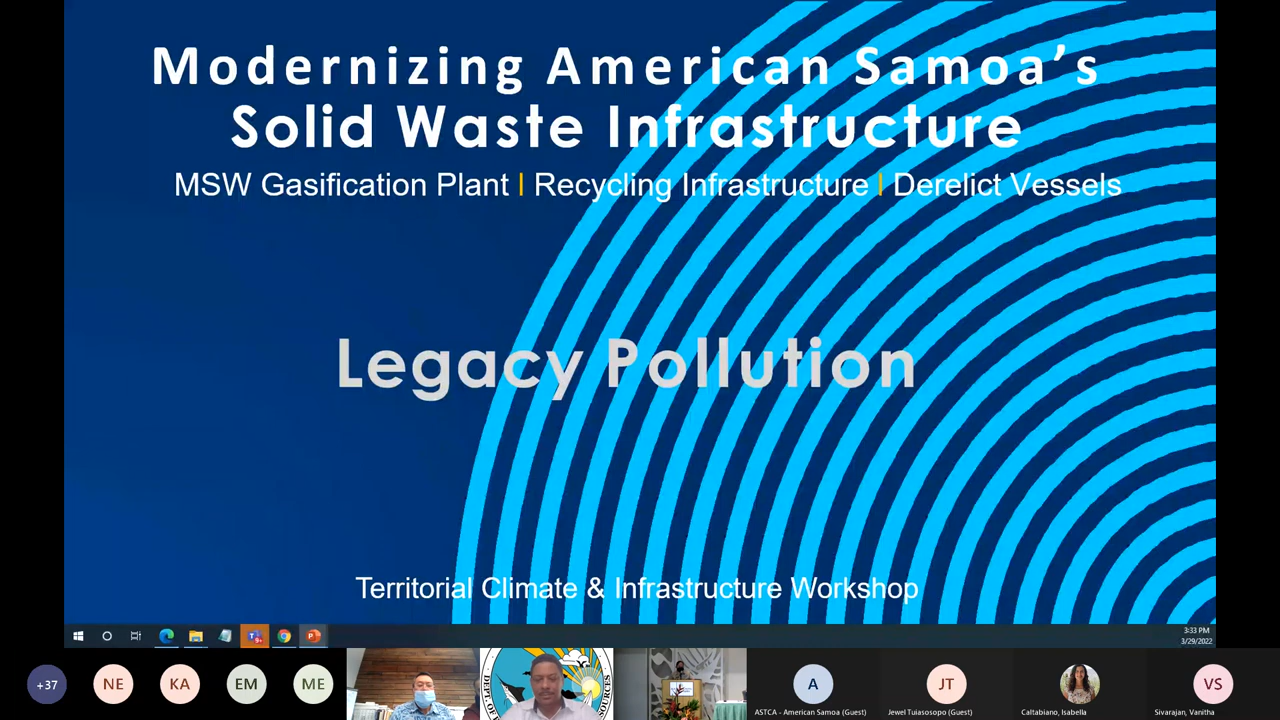 Modernizing American Samoa’s
Solid Waste Infrastructure
MSW Gasification Plant | Recycling Infrastructure | Derelict Vessels
Legacy Pollution
Territorial Climate & Infrastructure Workshop
3:33 PM
3/29/2022
+37
NE
KA
EM
ME
A
JT
VS
ASTCA - American Samoa (Guest)
Jewel Tuiasosopo (Guest)
Caltabiano, Isabella
Sivarajan, Vanitha